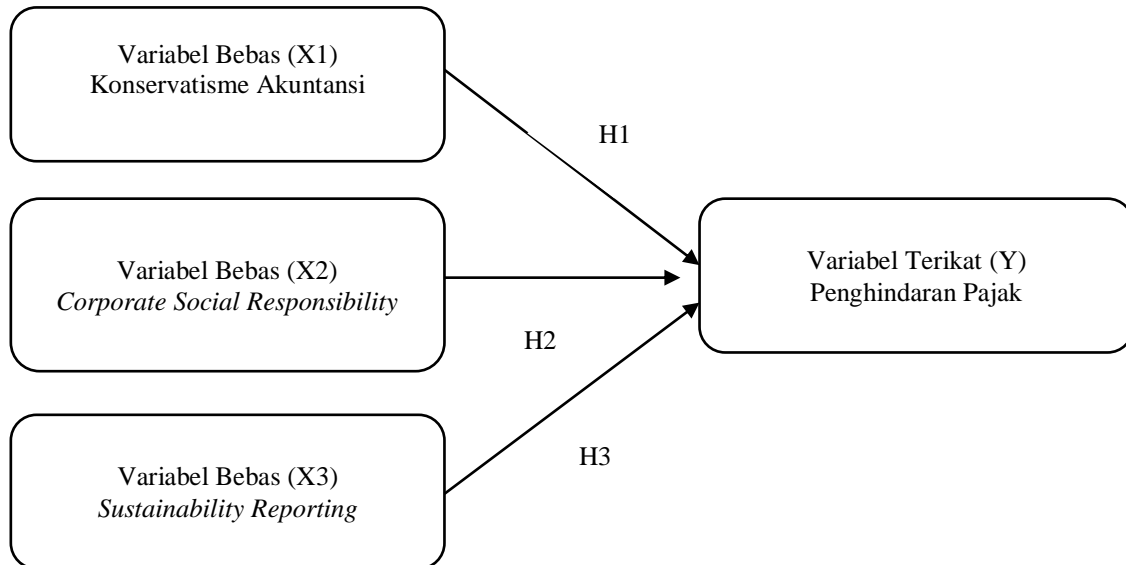 Variabel Bebas (X1)
Konservatisme Akuntansi
H1
Variabel Bebas (X2)
Corporate Social Responsibility
Variabel Terikat (Y)
Penghindaran Pajak
H2
H3
Variabel Bebas (X3)
Sustainability Reporting